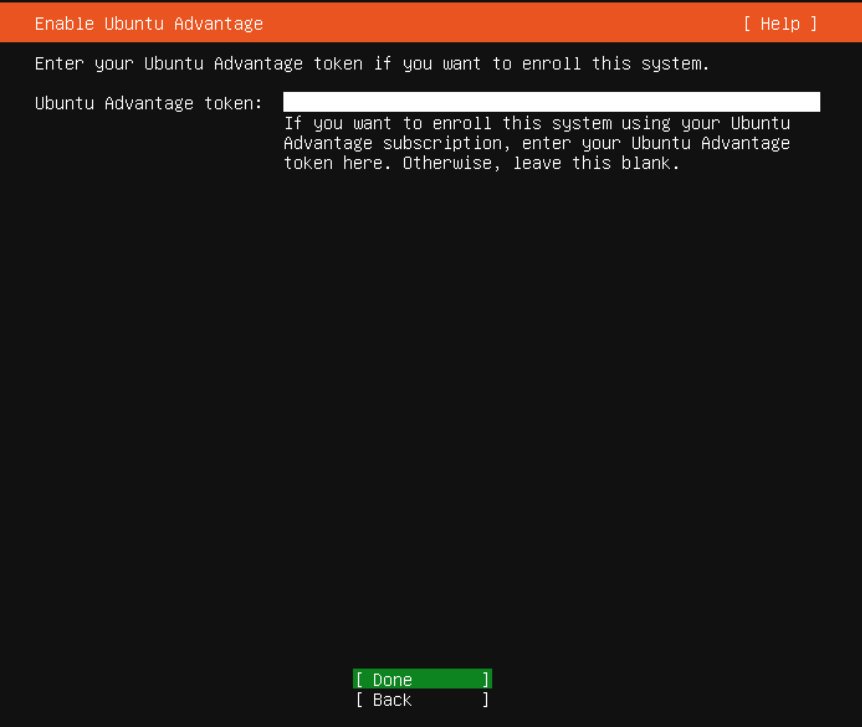 Enable Ubuntu Advantage [ Help ]
Enter your Ubuntu Advantage token if you want to enroll this system.
Ubuntu Advantage token:
If you want to enroll this system using your Ubuntu
Advantage subscription, enter your Ubuntu Advantage
token here. Otherwise, leave this blank.
[ Done ]
[ Back ]